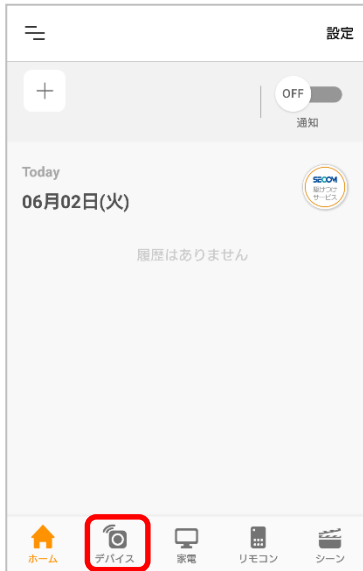 設定
OFF
通知
Today
06月02日(火)
SECOM
駆けつけ
サービス
履歴はありません
ホーム
デバイス
家電
リモコン
シーン